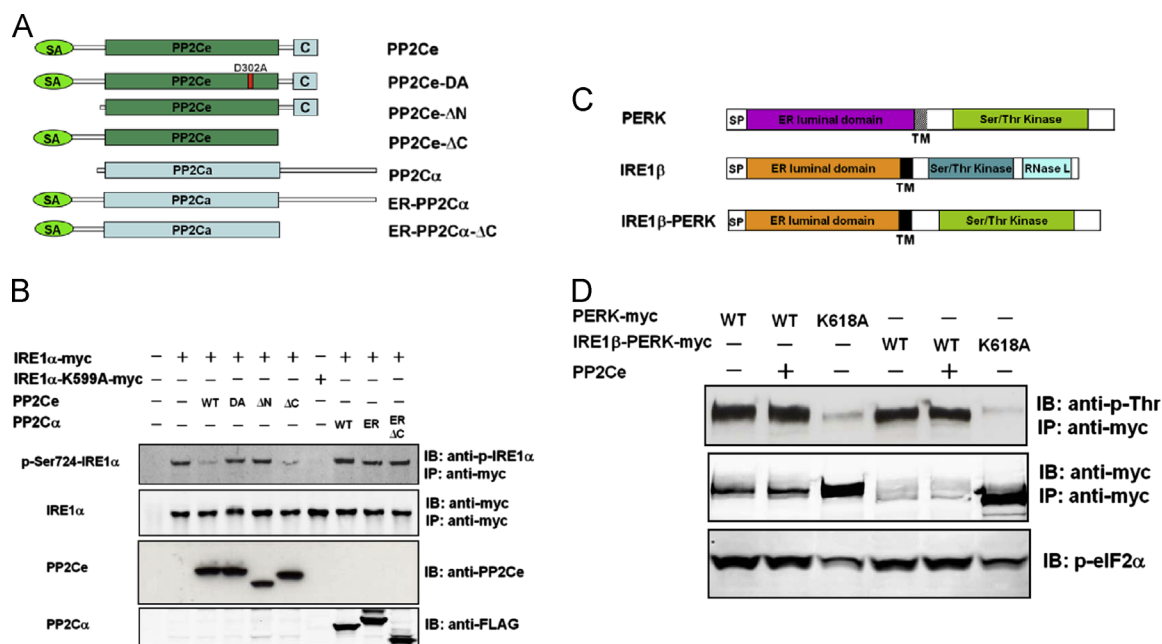 A
SA PP2Ce C PP2Ce
D302A
SA PP2Ce C PP2Ce-DA
PP2Ce C PP2Ce-ΔN
SA PP2Ce PP2Ce-ΔC
PP2Ca PP2Cα
SA PP2Ca ER-PP2Cα
SA PP2Ca ER-PP2Cα-ΔC
B
IRE1α-myc – + + + + + – + + +
IRE1α-K599A-myc – – – – – – + – – –
PP2Ce – – WT DA ΔN ΔC – – – –
PP2Cα – – – – – – – WT ER ER ΔC
p-Ser724-IRE1α IB: anti-p-IRE1α
IP: anti-myc
IRE1α IB: anti-myc
IP: anti-myc
PP2Ce IB: anti-PP2Ce
PP2Cα IB: anti-FLAG
C
PERK SP ER luminal domain Ser/Thr Kinase
TM
IRE1β SP ER luminal domain Ser/Thr Kinase RNase L
TM
IRE1β-PERK SP ER luminal domain Ser/Thr Kinase
TM
D
PERK-myc WT WT K618A – – –
IRE1β-PERK-myc – – – WT WT K618A
PP2Ce – + – – + –
IB: anti-p-Thr
IP: anti-myc
IB: anti-myc
IP: anti-myc
IB: p-eIF2α